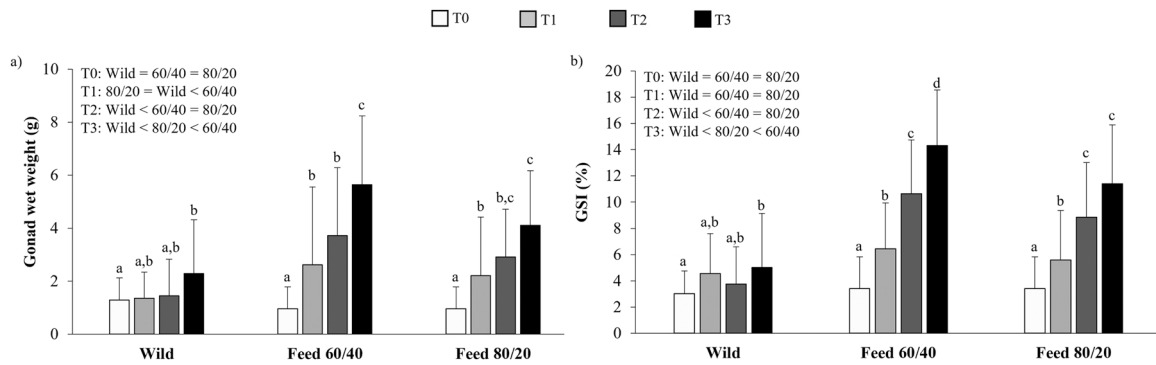 T0 T1 T2 T3
a)
T0: Wild = 60/40 = 80/20
T1: 80/20 = Wild < 60/40
T2: Wild < 60/40 = 80/20
T3: Wild < 80/20 < 60/40
Gonad wet weight (g)
10
8
6
4
2
0
a a,b a,b b
a b b c
a b b,c c
Wild Feed 60/40 Feed 80/20
b)
T0: Wild = 60/40 = 80/20
T1: Wild = 60/40 = 80/20
T2: Wild < 60/40 = 80/20
T3: Wild < 80/20 < 60/40
GSI (%)
20
18
16
14
12
10
8
6
4
2
0
a a,b a,b b
a b c d
a b c c
Wild Feed 60/40 Feed 80/20